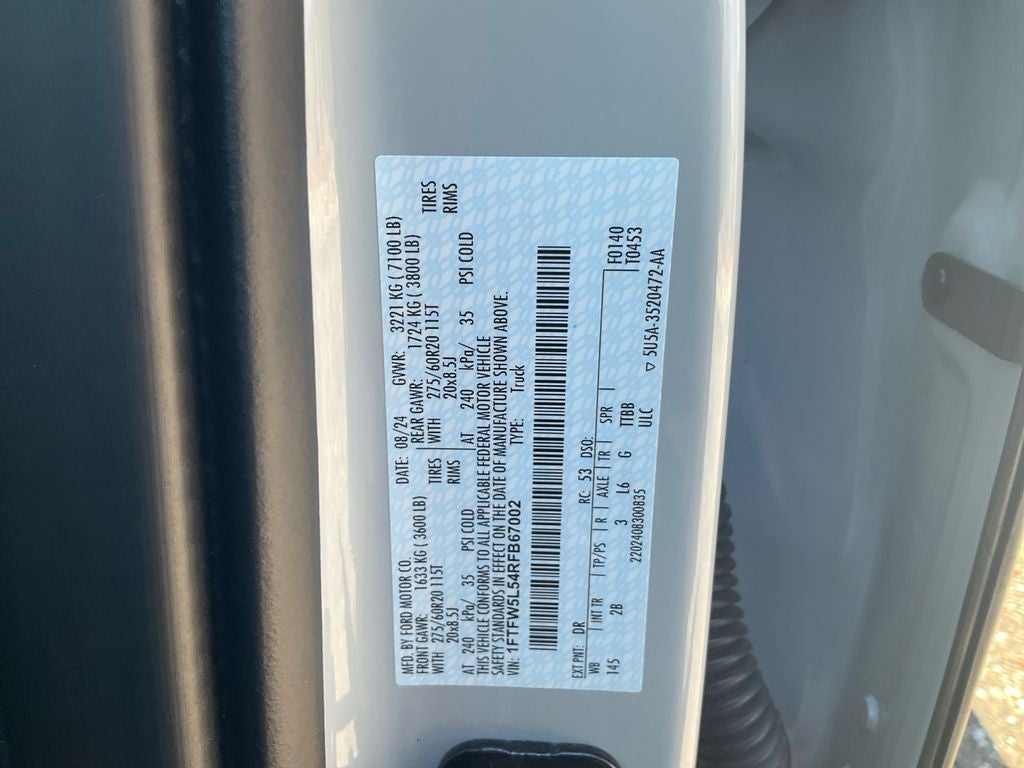 MFD. BY FORD MOTOR CO. DATE: 08/24 GVWR: 3221 KG ( 7100 LB)
FRONT GAWR: 1633 KG ( 3600 LB) REAR GAWR: 1724 KG ( 3800 LB)
WITH 275/60R20 115T TIRES WITH 275/60R20 115T TIRES
20x8.5J RIMS 20x8.5J RIMS
AT 240 kPa/ 35 PSI COLD AT 240 kPa/ 35 PSI COLD
THIS VEHICLE CONFORMS TO ALL APPLICABLE FEDERAL MOTOR VEHICLE
SAFETY STANDARDS IN EFFECT ON THE DATE OF MANUFACTURE SHOWN ABOVE.
VIN: 1FTFW5L54RFB67002 TYPE: Truck
EXT PNT: DR RC: 53 DSO:
WB INT TR TP/PS R AXLE TR SPR F0140
145 2B 3 L6 G TTBB T0453
2202408300835 ULC
▽ 5U5A-3520472-AA